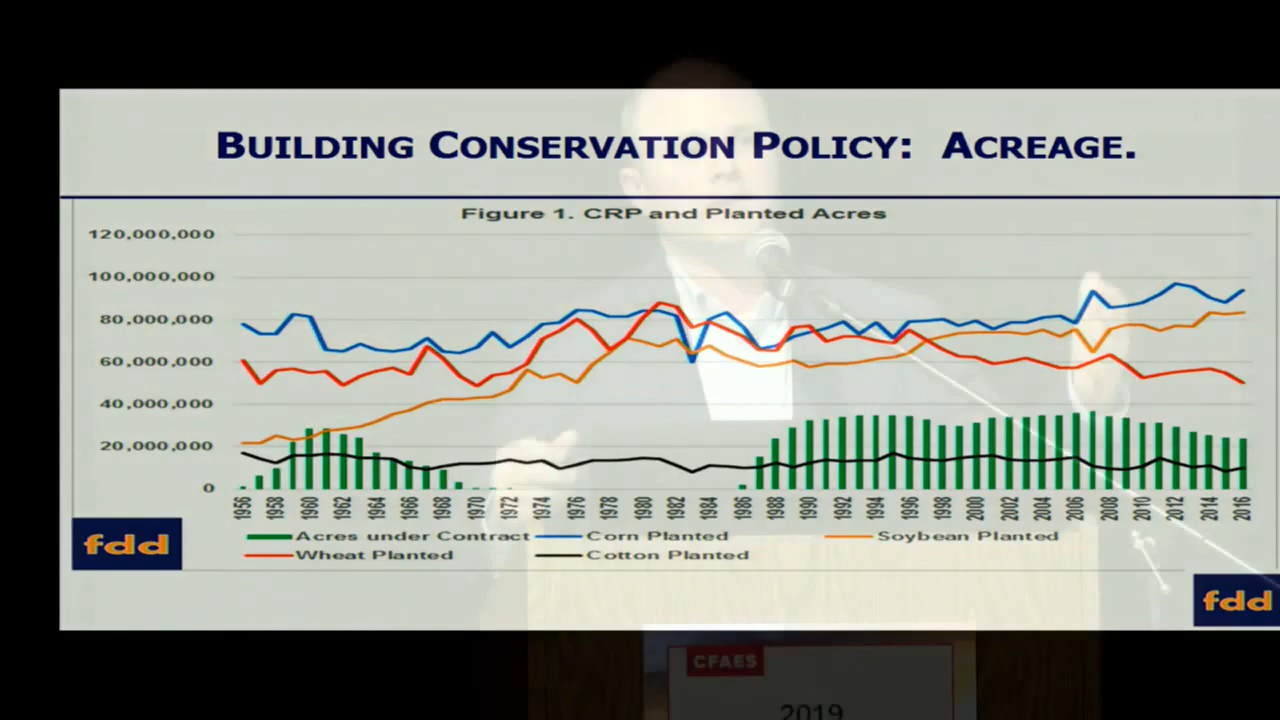 BUILDING CONSERVATION POLICY: ACREAGE.
Figure 1. CRP and Planted Acres
120,000,000
100,000,000
80,000,000
60,000,000
40,000,000
20,000,000
0
1956 1958 1960 1962 1964 1966 1968 1970 1972 1974 1976 1978 1980 1982 1984 1986 1988 1990 1992 1994 1996 1998 2000 2002 2004 2006 2008 2010 2012 2014 2016
Acres under Contract Corn Planted Soybean Planted
Wheat Planted Cotton Planted
fdd
fdd
CFAES
2019